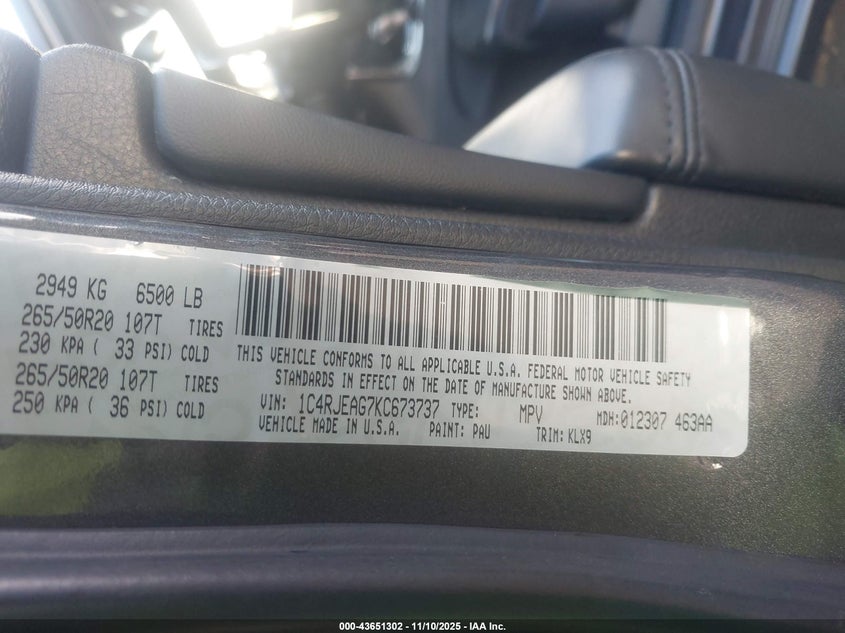 2949 KG 6500 LB
265/50R20 107T TIRES
230 KPA ( 33 PSI) COLD
265/50R20 107T TIRES
250 KPA ( 36 PSI) COLD
THIS VEHICLE CONFORMS TO ALL APPLICABLE U.S.A. FEDERAL MOTOR VEHICLE SAFETY
STANDARDS IN EFFECT ON THE DATE OF MANUFACTURE SHOWN ABOVE.
VIN: 1C4RJEAG7KC673737 TYPE: MPV MDH:012307 463AA
VEHICLE MADE IN U.S.A. PAINT: PAU TRIM: KLX9
000-43651302 — 11/10/2025 — IAA Inc.